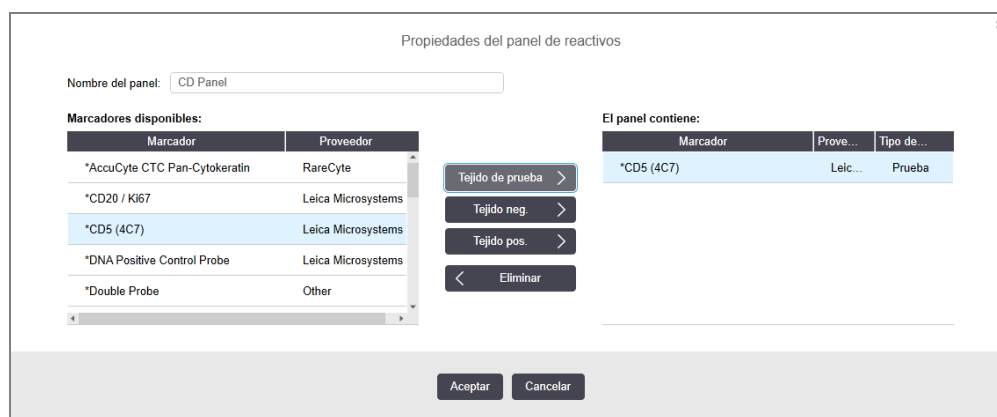 Propiedades del panel de reactivos
Nombre del panel: CD Panel
Marcadores disponibles:
Marcador Proveedor
*AccuCyte CTC Pan-Cytokeratin RareCyte
*CD20 / Ki67 Leica Microsystems
*CD5 (4C7) Leica Microsystems
*DNA Positive Control Probe Leica Microsystems
*Double Probe Other
Tejido de prueba
Tejido neg.
Tejido pos.
Eliminar
El panel contiene:
Marcador Prove... Tipo de...
*CD5 (4C7) Leic... Prueba
Aceptar Cancelar